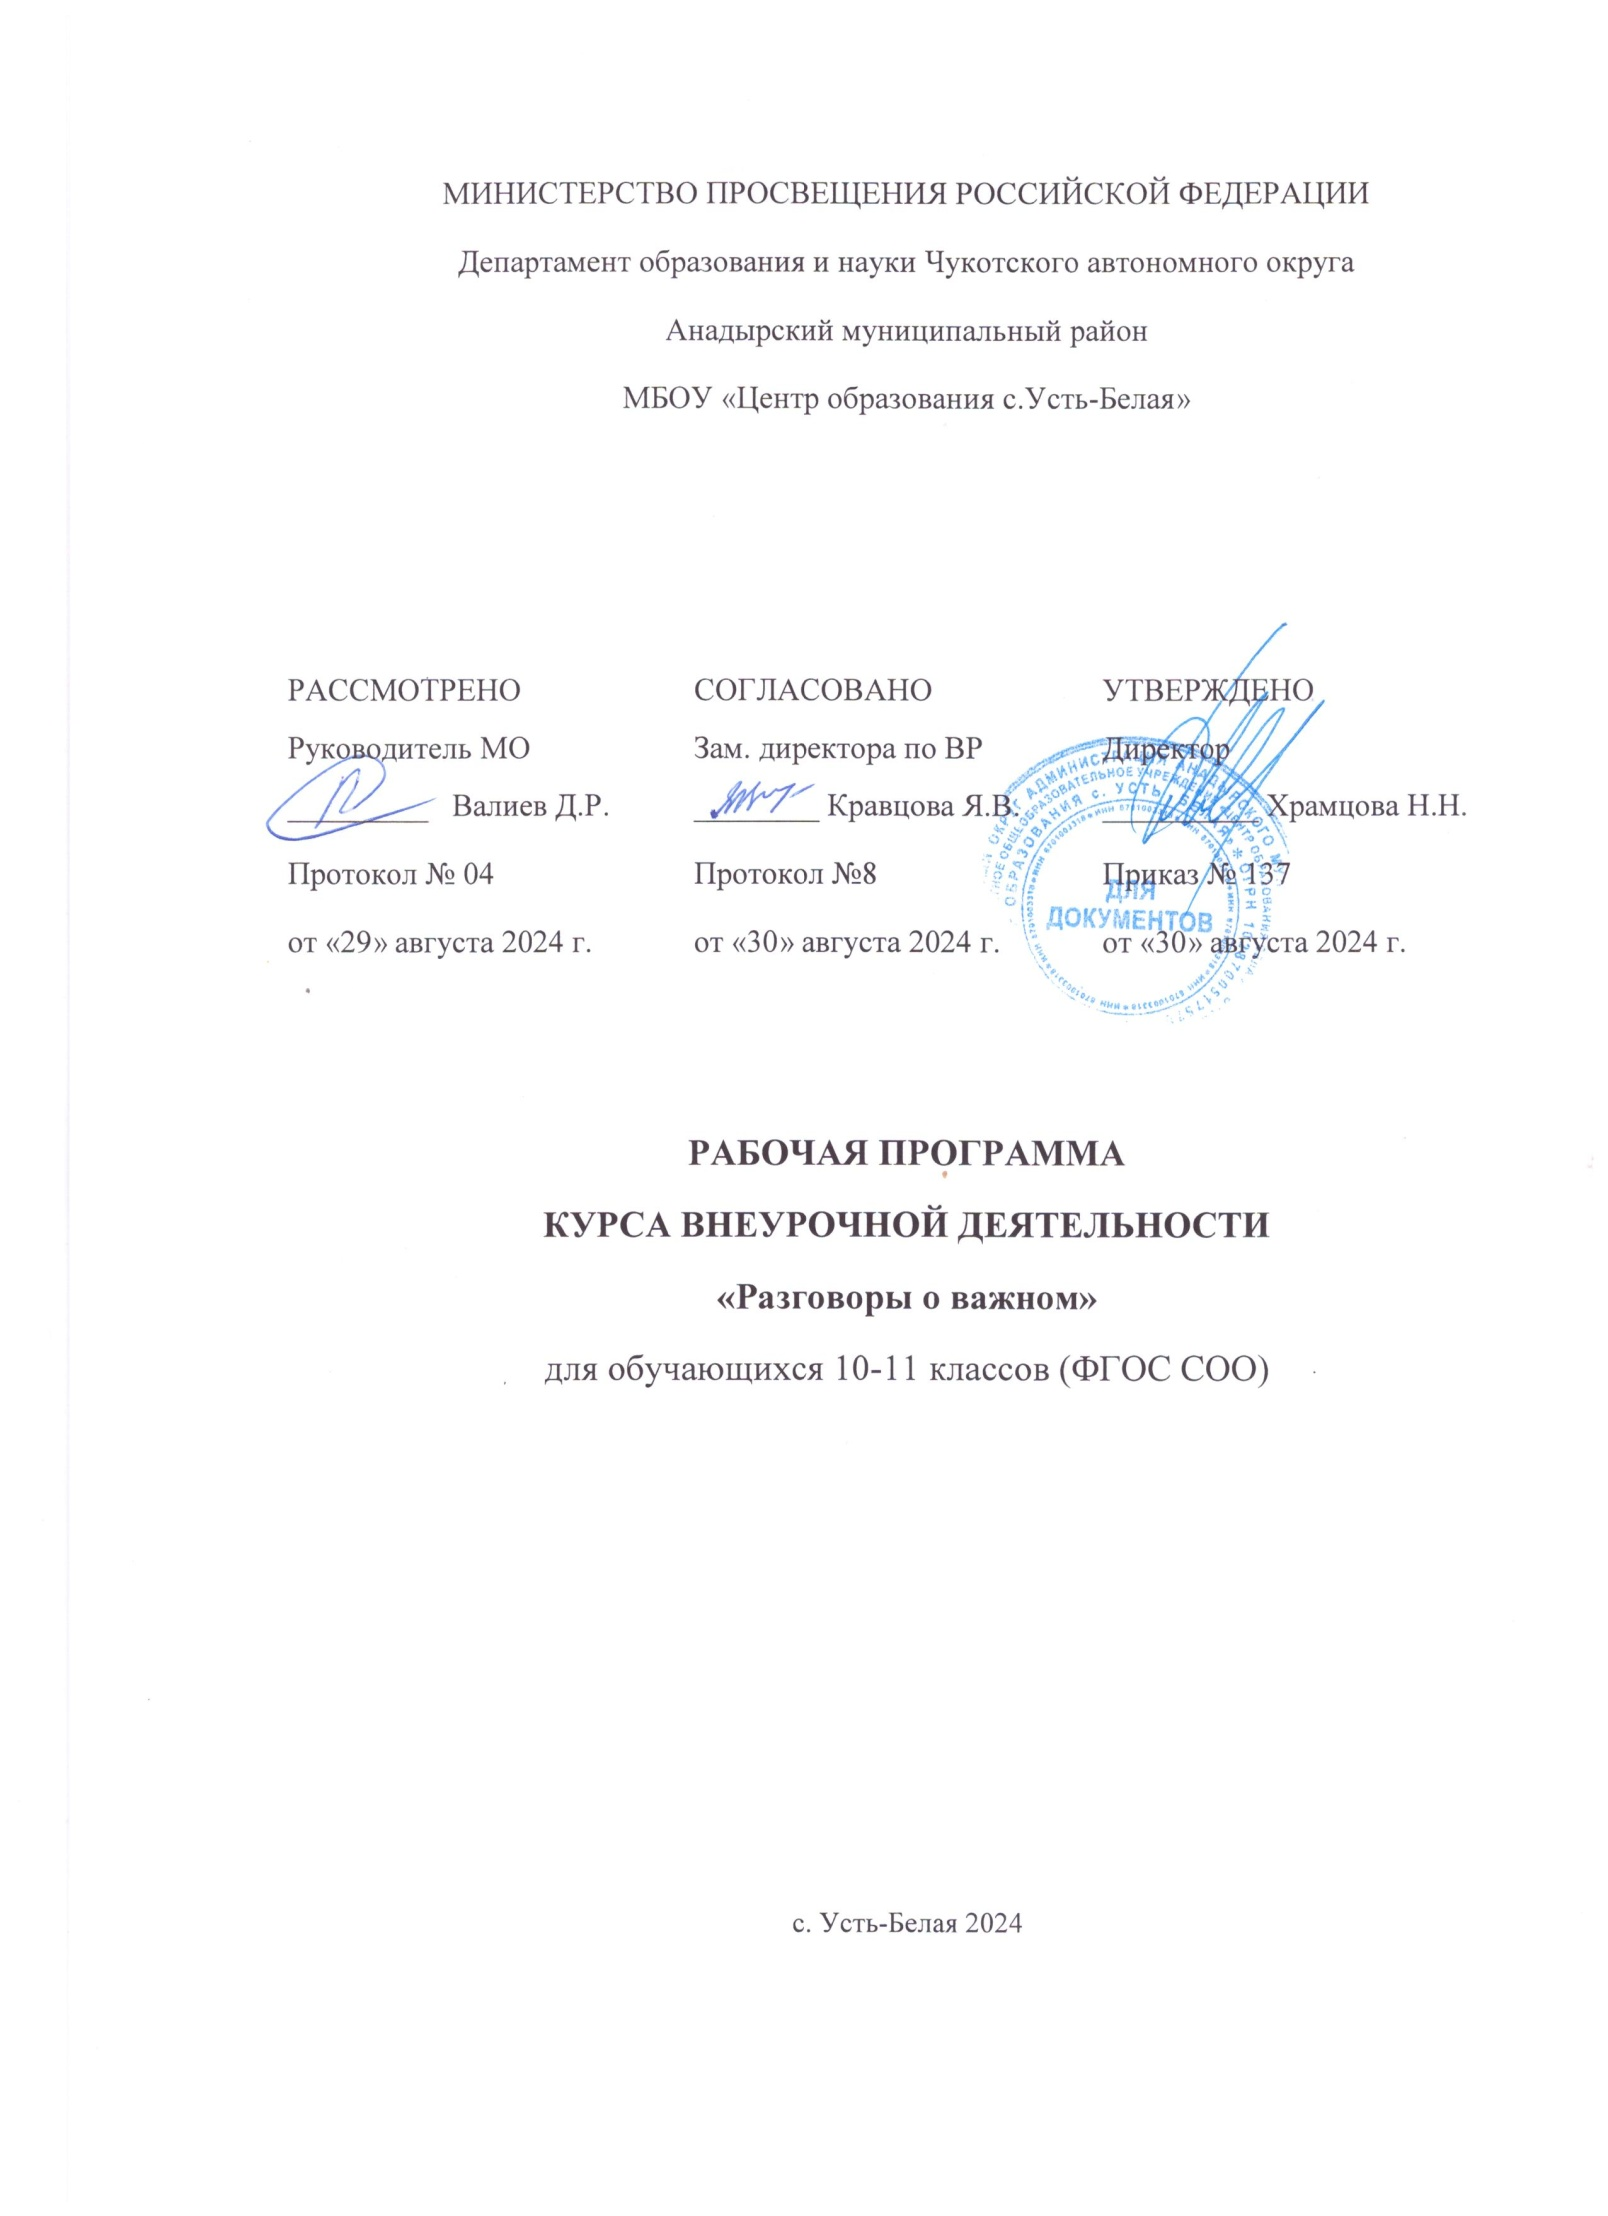 МИНИСТЕРСТВО ПРОСВЕЩЕНИЯ РОССИЙСКОЙ ФЕДЕРАЦИИ
Департамент образования и науки Чукотского автономного округа
Анадырский муниципальный район
МБОУ «Центр образования с.Усть-Белая»
РАССМОТРЕНО
Руководитель МО
_________ Валиев Д.Р.
Протокол № 04
от «29» августа 2024 г.
СОГЛАСОВАНО
Зам. директора по ВР
________ Кравцова Я.В.
Протокол №8
от «30» августа 2024 г.
УТВЕРЖДЕНО
Директор
__________ Храмцова Н.Н.
Приказ № 137
от «30» августа 2024 г.
ДЛЯ
ДОКУМЕНТОВ
РАБОЧАЯ ПРОГРАММА
КУРСА ВНЕУРОЧНОЙ ДЕЯТЕЛЬНОСТИ
«Разговоры о важном»
для обучающихся 10-11 классов (ФГОС СОО)
с. Усть-Белая 2024